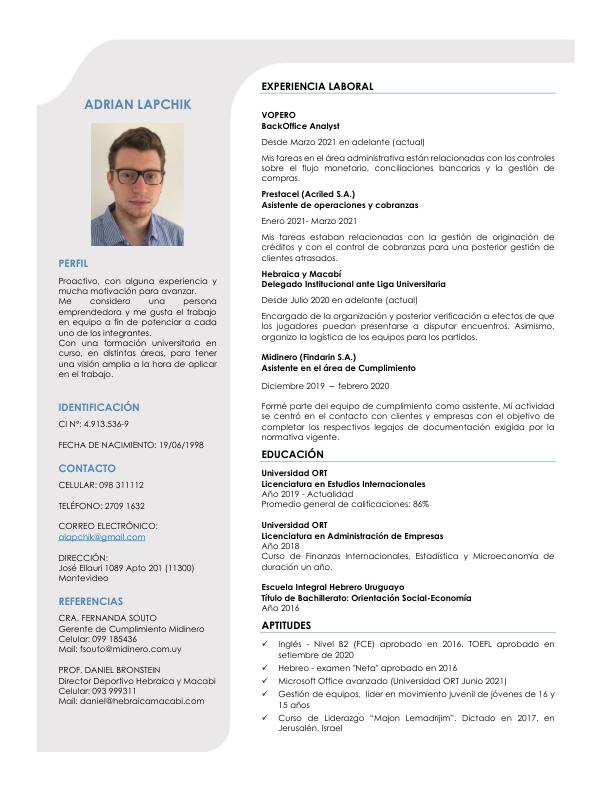 ADRIAN LAPCHIK
PERFIL
Proactivo, con alguna experiencia y
mucha motivación para avanzar.
Me considero una persona
emprendedora y me gusta el trabajo
en equipo a fin de potenciar a cada
uno de los integrantes.
Con una formación universitaria en
curso, en distintas áreas, para tener
una visión amplia a la hora de aplicar
en el trabajo.
IDENTIFICACIÓN
CI N°: 4.913.536-9
FECHA DE NACIMIENTO: 19/06/1998
CONTACTO
CELULAR: 098 311112
TELÉFONO: 2709 1632
CORREO ELECTRÓNICO:
alapchik@gmail.com
DIRECCIÓN:
José Ellauri 1089 Apto 201 (11300)
Montevideo
REFERENCIAS
CRA. FERNANDA SOUTO
Gerente de Cumplimiento Midinero
Celular: 099 185436
Mail: fsouto@midinero.com.uy
PROF. DANIEL BRONSTEIN
Director Deportivo Hebraica y Macabi
Celular: 093 999311
Mail: daniel@hebraicamacabi.com
EXPERIENCIA LABORAL
VOPERO
BackOffice Analyst
Desde Marzo 2021 en adelante (actual)
Mis tareas en el área administrativa están relacionadas con los controles
sobre el flujo monetario, conciliaciones bancarias y la gestión de
compras.
Prestacel (Acriled S.A.)
Asistente de operaciones y cobranzas
Enero 2021- Marzo 2021
Mis tareas estaban relacionadas con la gestión de originación de
créditos y con el control de cobranzas para una posterior gestión de
clientes atrasados.
Hebraica y Macabí
Delegado Institucional ante Liga Universitaria
Desde Julio 2020 en adelante (actual)
Encargado de la organización y posterior verificación a efectos de que
los jugadores puedan presentarse a disputar encuentros. Asimismo,
organizo la logística de los equipos para los partidos.
Midinero (Findarin S.A.)
Asistente en el área de Cumplimiento
Diciembre 2019 – febrero 2020
Formé parte del equipo de cumplimiento como asistente. Mi actividad
se centró en el contacto con clientes y empresas con el objetivo de
completar los respectivos legajos de documentación exigida por la
normativa vigente.
EDUCACIÓN
Universidad ORT
Licenciatura en Estudios Internacionales
Año 2019 - Actualidad
Promedio general de calificaciones: 86%
Universidad ORT
Licenciatura en Administración de Empresas
Año 2018
Curso de Finanzas Internacionales, Estadística y Microeconomía de
duración un año.
Escuela Integral Hebrero Uruguayo
Título de Bachillerato: Orientación Social-Economía
Año 2016
APTITUDES
✓ Inglés - Nivel B2 (FCE) aprobado en 2016. TOEFL aprobado en
setiembre de 2020
✓ Hebreo - examen "Neta" aprobado en 2016
✓ Microsoft Office avanzado (Universidad ORT Junio 2021)
✓ Gestión de equipos, líder en movimiento juvenil de jóvenes de 16 y
15 años
✓ Curso de Liderazgo "Majon Lemadrijim". Dictado en 2017, en
Jerusalén, Israel